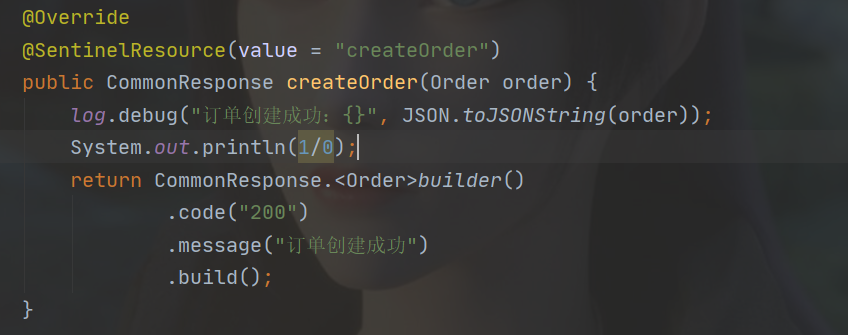 @Override
@SentinelResource(value = "createOrder")
public CommonResponse createOrder(Order order) {
log.debug("订单创建成功: {}", JSON.toJSONString(order));
System.out.println(1/0);
return CommonResponse.<Order>builder()
.code("200")
.message("订单创建成功")
.build();
}